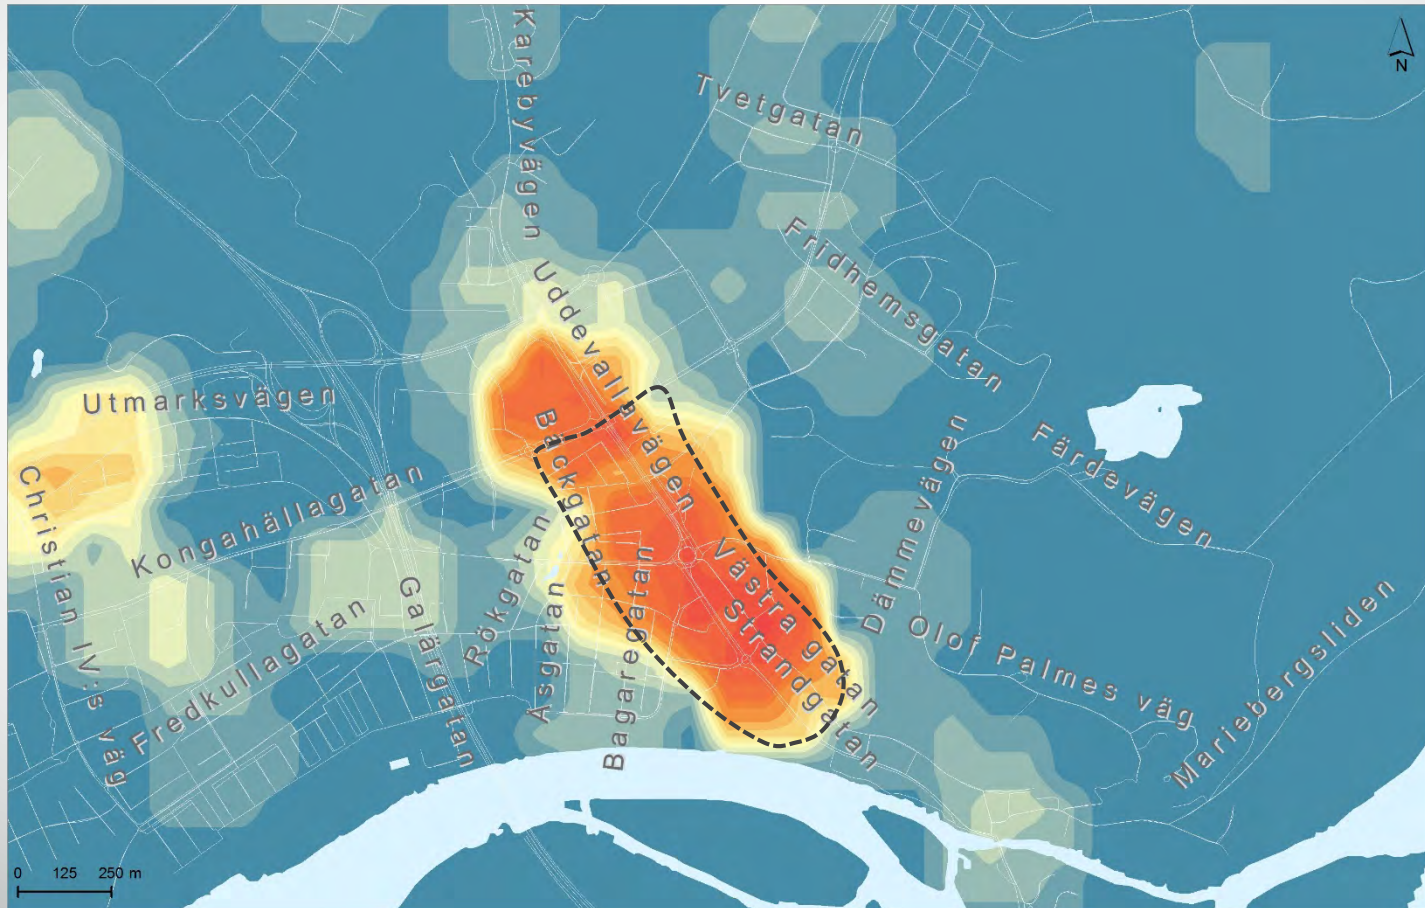 N
Karebyvägen
Tvetgatan
Fridhemsgatan
Uddevallavägen
Utmarksvägen
Bäckgatan
Färdevägen
Dämmevägen
Christian IV:s väg
Kongahällagatan
Rökgatan
Västra gatan
Strandgatan
Galärgatan
Åsgatan
Bagaregatan
Olof Palmes väg
Fredkullagatan
Mariebergsliden
0 125 250 m